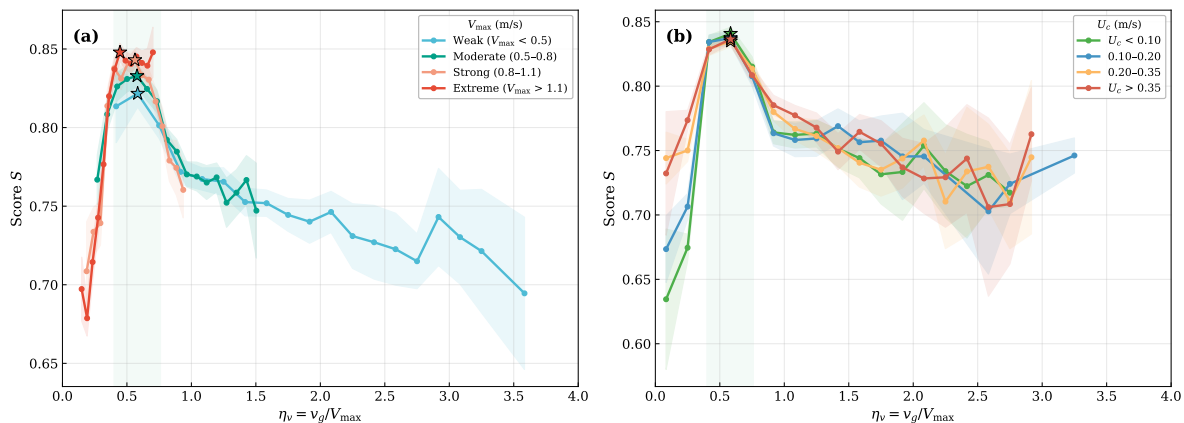 (a)
V_max (m/s)
Weak (V_max < 0.5)
Moderate (0.5–0.8)
Strong (0.8–1.1)
Extreme (V_max > 1.1)
Score S
0.85
0.80
0.75
0.70
0.65
0.0 0.5 1.0 1.5 2.0 2.5 3.0 3.5 4.0
η_v = v_g/V_max
(b)
U_c (m/s)
U_c < 0.10
0.10–0.20
0.20–0.35
U_c > 0.35
Score S
0.85
0.80
0.75
0.70
0.65
0.60
0.0 0.5 1.0 1.5 2.0 2.5 3.0 3.5 4.0
η_v = v_g/V_max